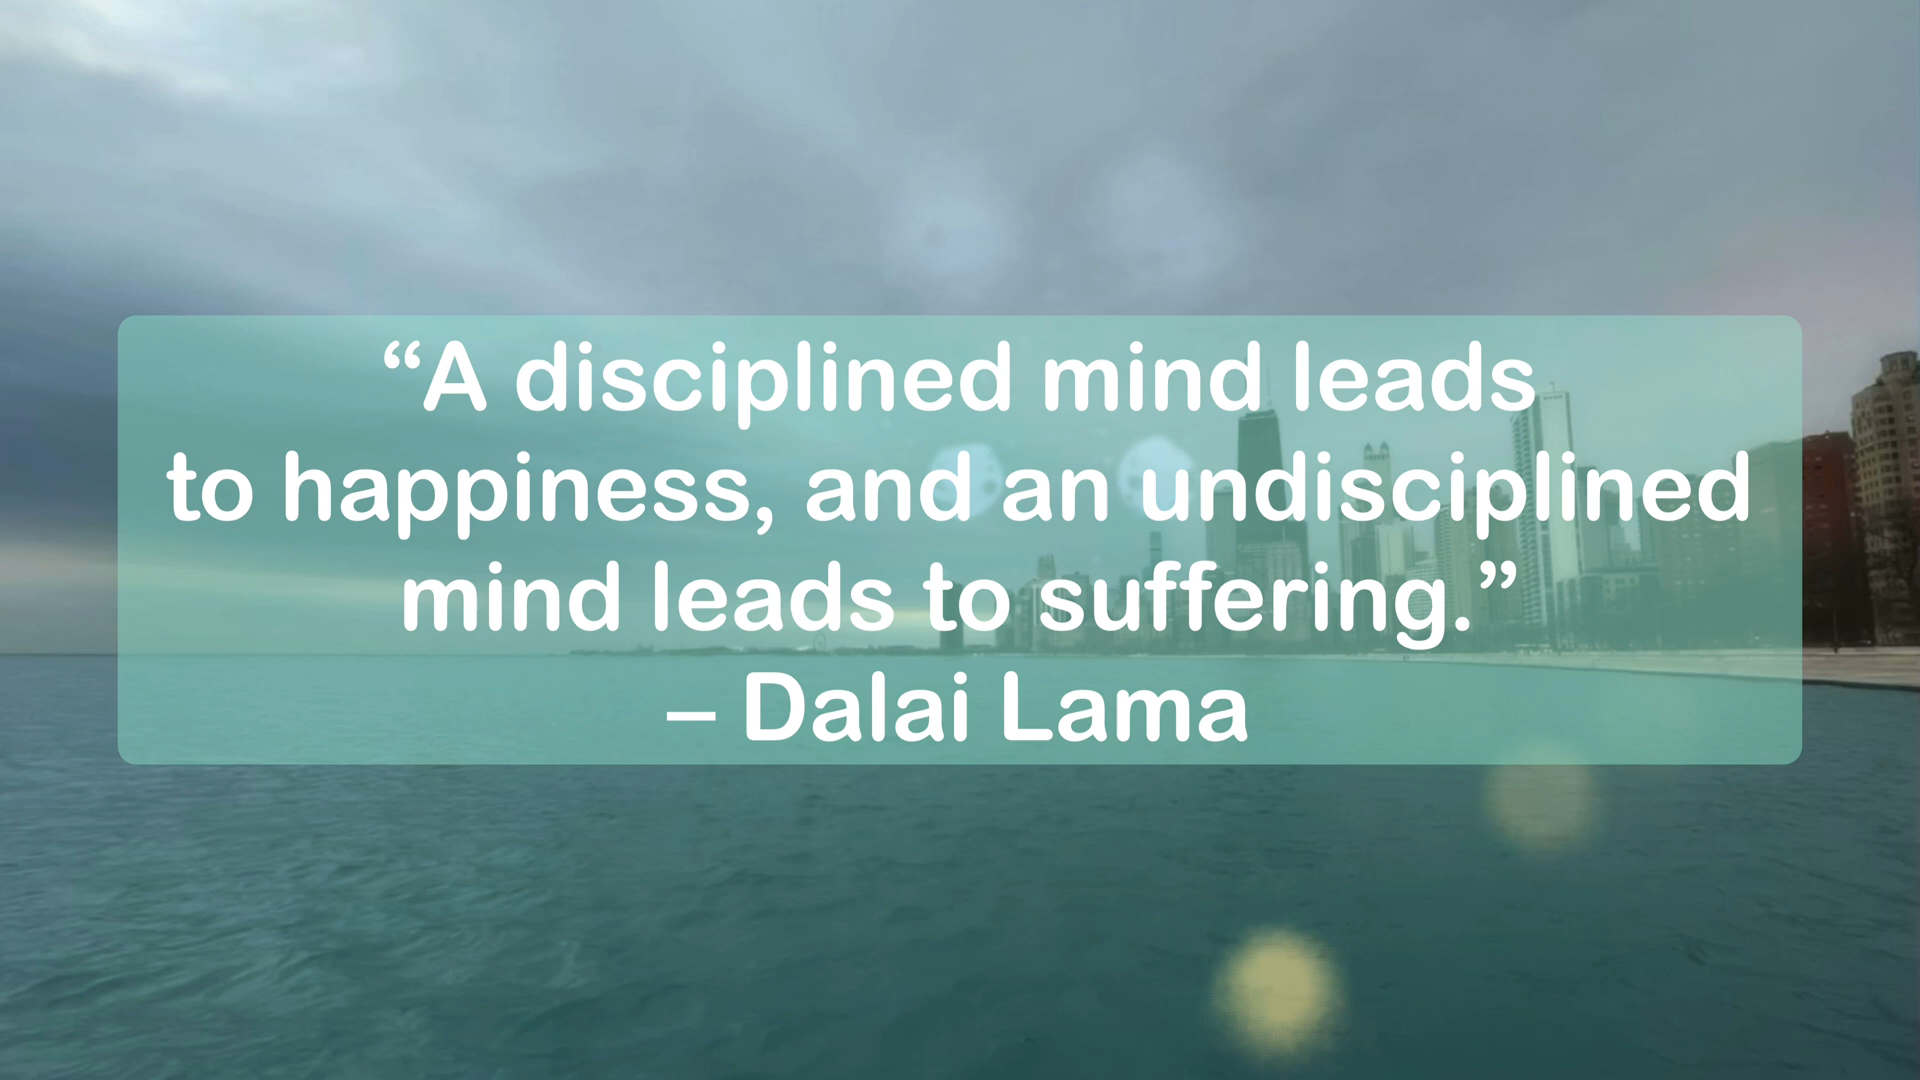 “A disciplined mind leads
to happiness, and an undisciplined
mind leads to suffering.”
– Dalai Lama